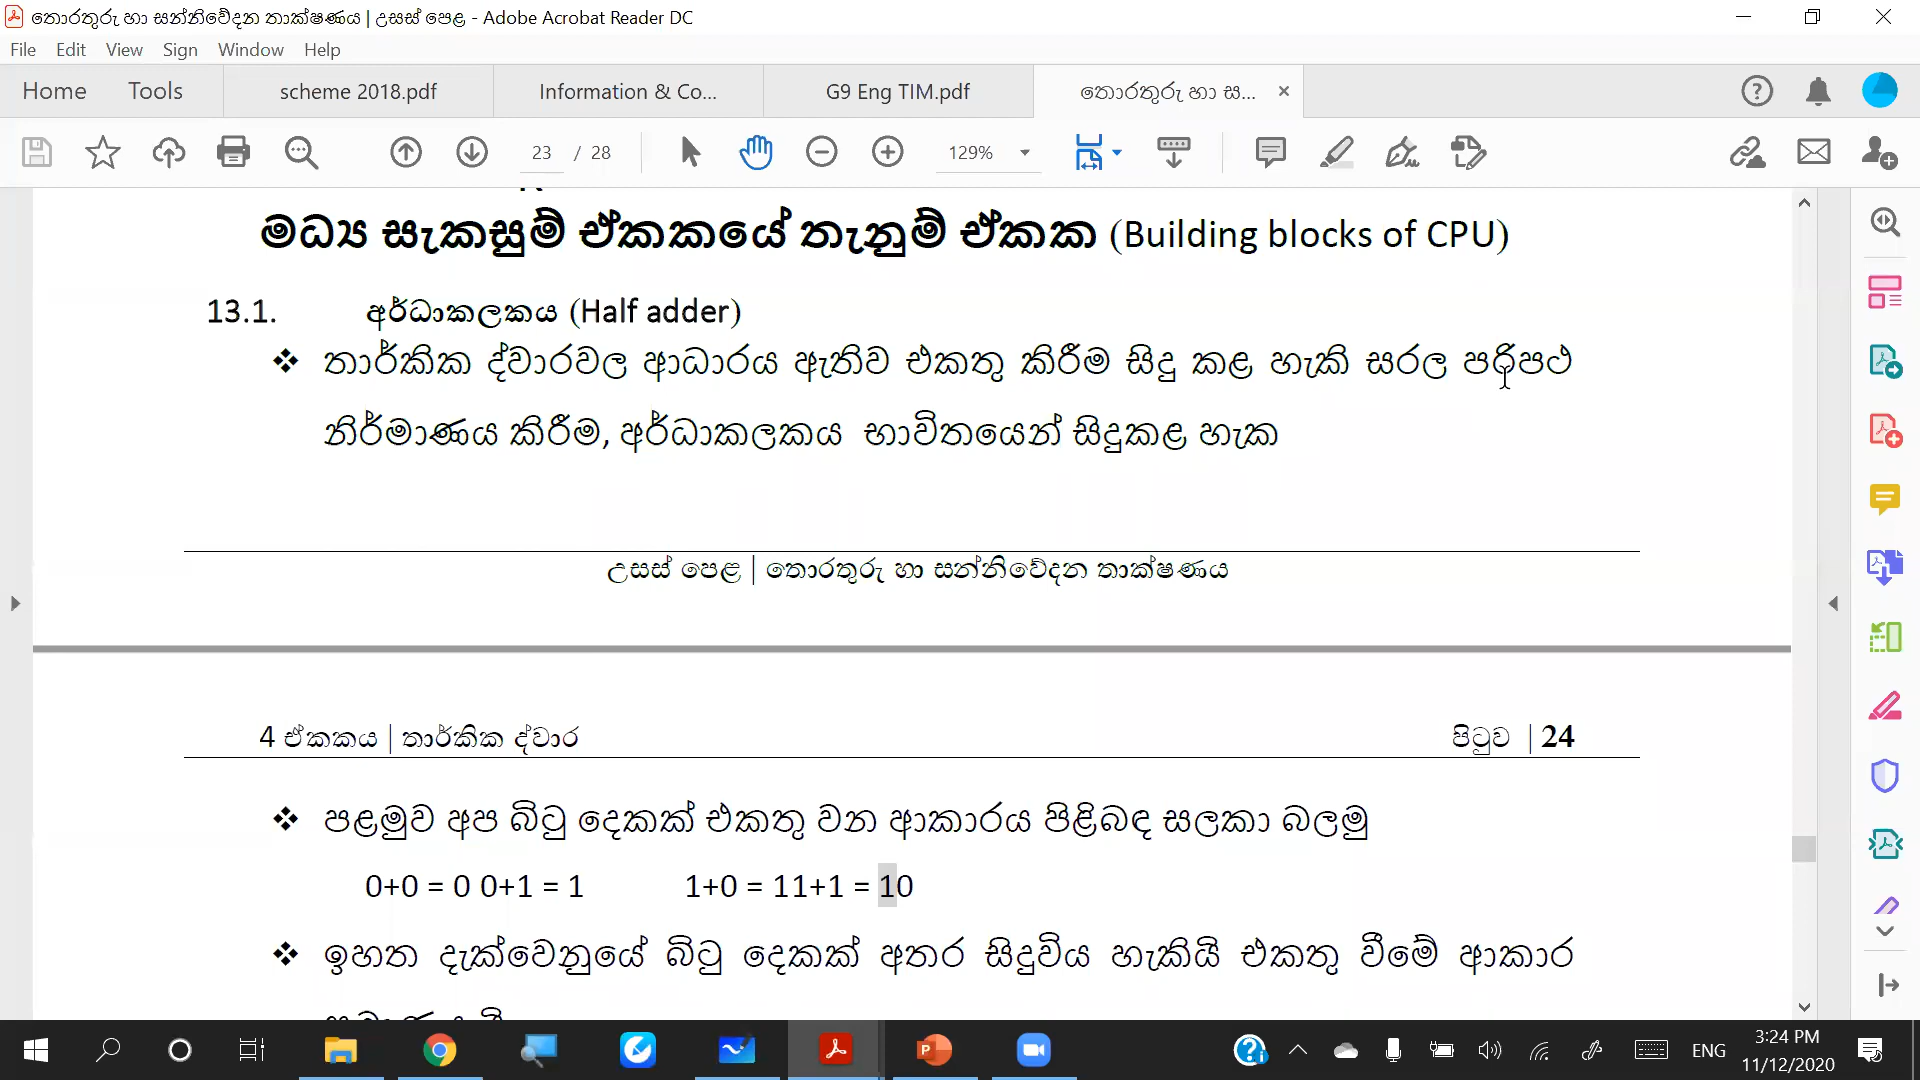 තොරතුරු හා සන්නිවේදන තාක්ෂණය | උසස් පෙළ - Adobe Acrobat Reader DC
File Edit View Sign Window Help
Home Tools scheme 2018.pdf Information & Co... G9 Eng TIM.pdf තොරතුරු හා ස...
23 / 28 129%
මධ්‍ය සැකසුම් ඒකකයේ තැනුම් ඒකක (Building blocks of CPU)
13.1. අර්ධාකලකය (Half adder)
❖ තාර්කික ද්වාරවල ආධාරය ඇතිව එකතු කිරීම සිදු කළ හැකි සරල පරිපථ
නිර්මාණය කිරීම, අර්ධාකලකය භාවිතයෙන් සිදුකළ හැක
උසස් පෙළ | තොරතුරු හා සන්නිවේදන තාක්ෂණය
4 ඒකකය | තාර්කික ද්වාර පිටුව | 24
❖ පළමුව අප බිටු දෙකක් එකතු වන ආකාරය පිළිබඳ සලකා බලමු
0+0 = 0 0+1 = 1 1+0 = 11+1 = 10
❖ ඉහත දැක්වෙනුයේ බිටු දෙකක් අතර සිදුවිය හැකියි එකතු වීමේ ආකාර
ENG
3:24 PM
11/12/2020